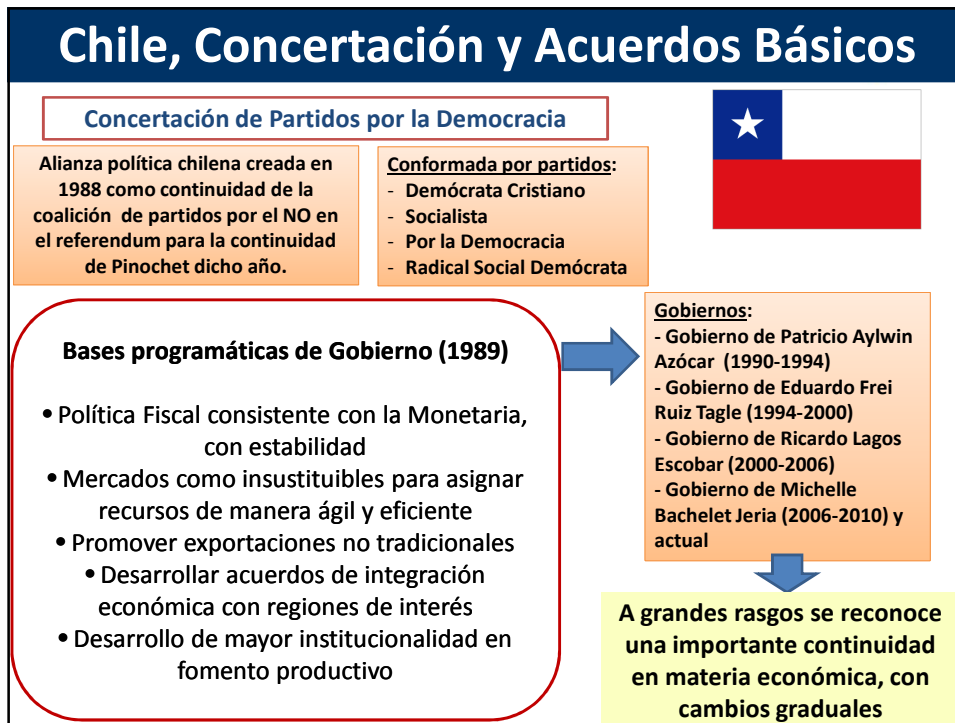 Chile, Concertación y Acuerdos Básicos
Concertación de Partidos por la Democracia
Alianza política chilena creada en
1988 como continuidad de la
coalición de partidos por el NO en
el referendum para la continuidad
de Pinochet dicho año.
Conformada por partidos:
- Demócrata Cristiano
- Socialista
- Por la Democracia
- Radical Social Demócrata
Bases programáticas de Gobierno (1989)
• Política Fiscal consistente con la Monetaria,
con estabilidad
• Mercados como insustituibles para asignar
recursos de manera ágil y eficiente
• Promover exportaciones no tradicionales
• Desarrollar acuerdos de integración
económica con regiones de interés
• Desarrollo de mayor institucionalidad en
fomento productivo
Gobiernos:
- Gobierno de Patricio Aylwin
Azócar (1990-1994)
- Gobierno de Eduardo Frei
Ruiz Tagle (1994-2000)
- Gobierno de Ricardo Lagos
Escobar (2000-2006)
- Gobierno de Michelle
Bachelet Jeria (2006-2010) y
actual
A grandes rasgos se reconoce
una importante continuidad
en materia económica, con
cambios graduales